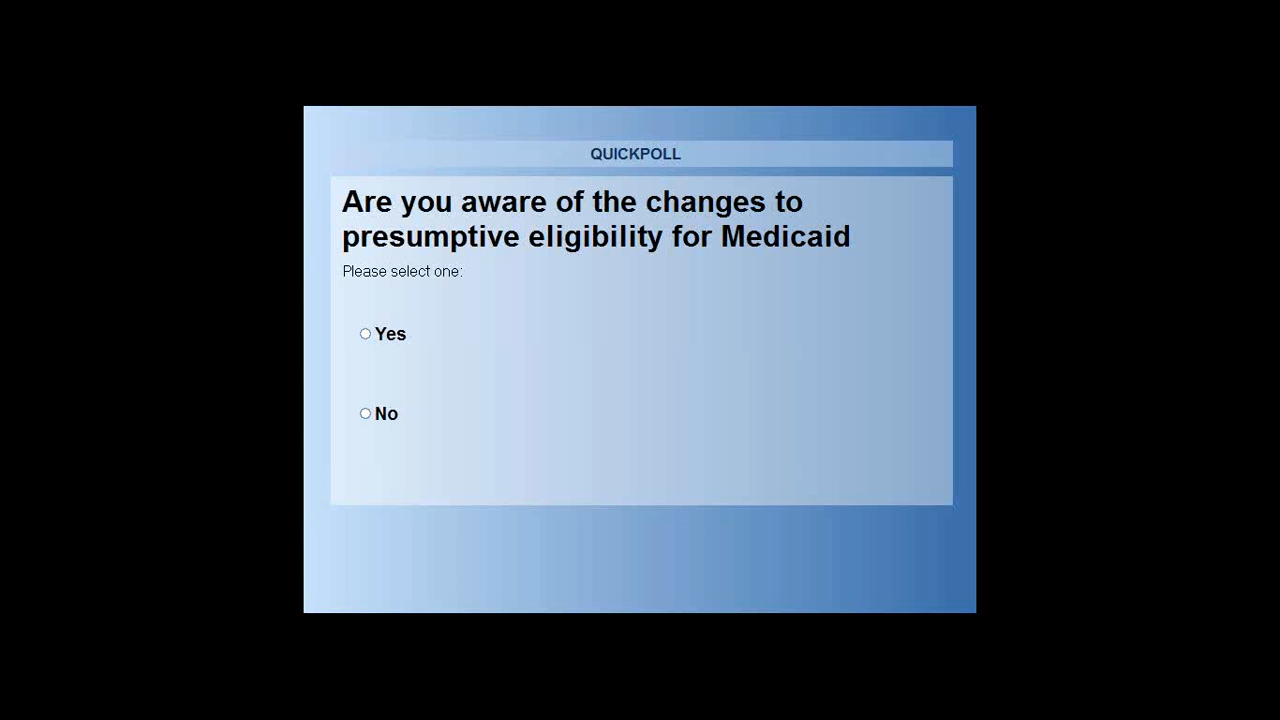 QUICKPOLL
Are you aware of the changes to
presumptive eligibility for Medicaid
Please select one:
Yes
No